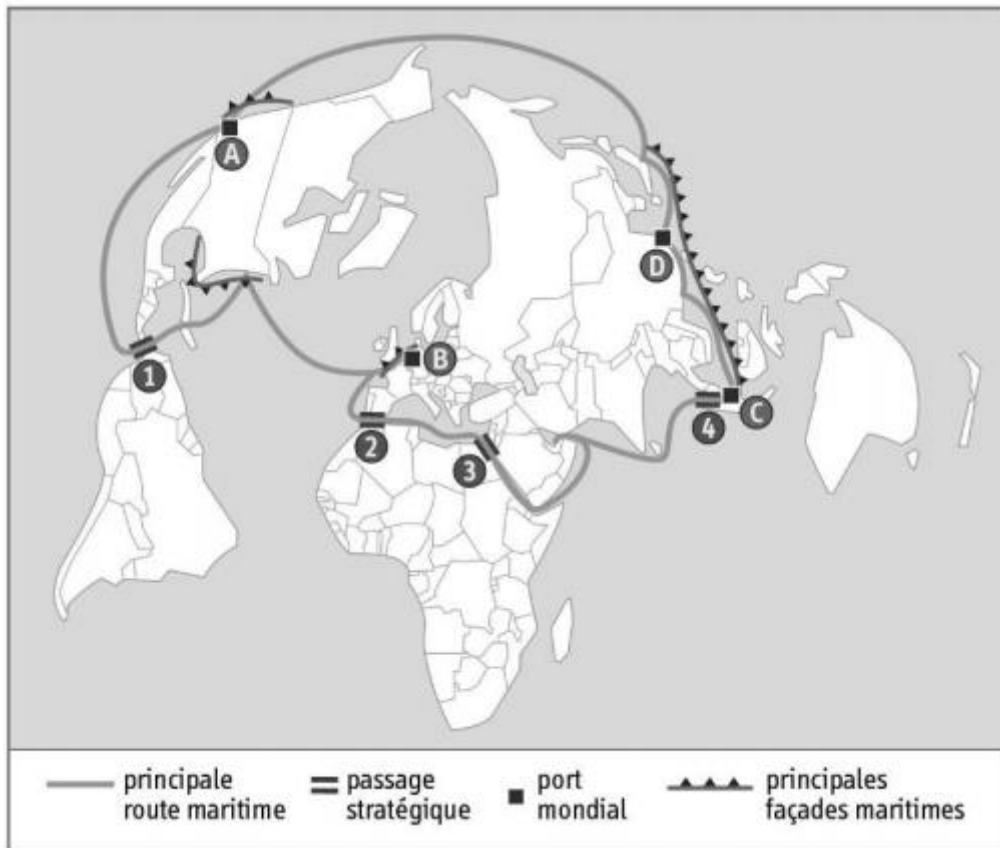 A
D
B
1
2
3
4
C
principale
route maritime
passage
stratégique
port
mondial
principales
façades maritimes